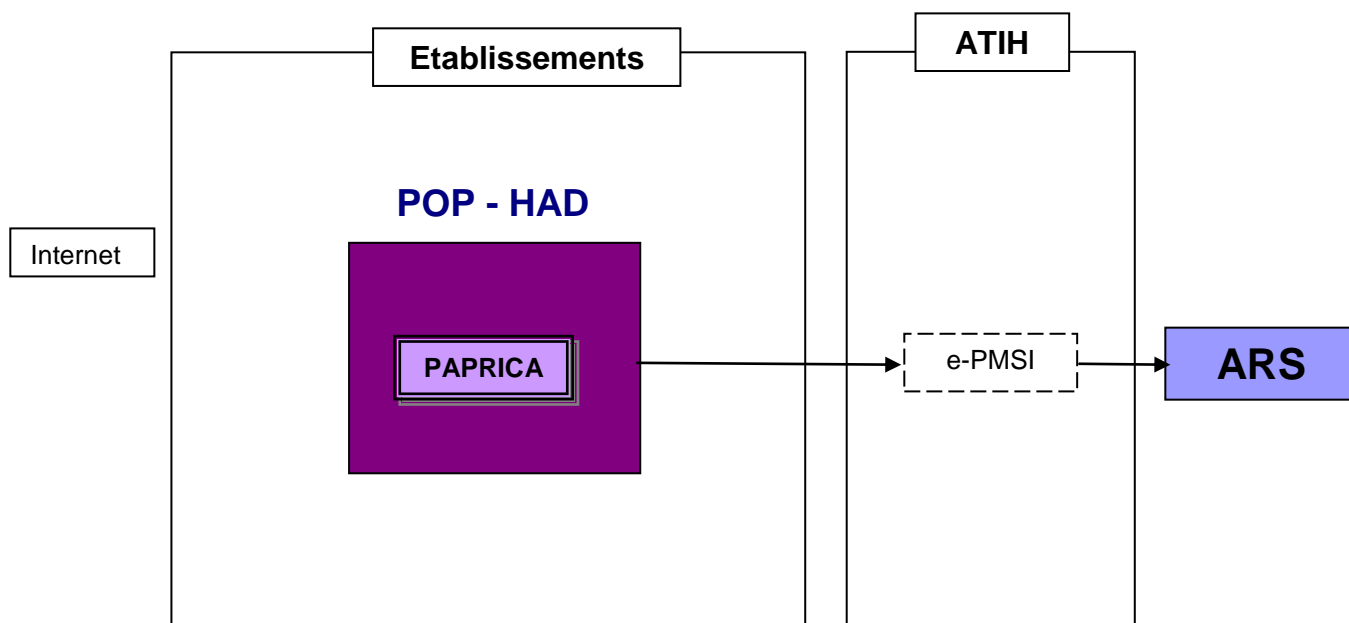 Etablissements
ATIH
POP - HAD
Internet
PAPRICA
e-PMSI
ARS